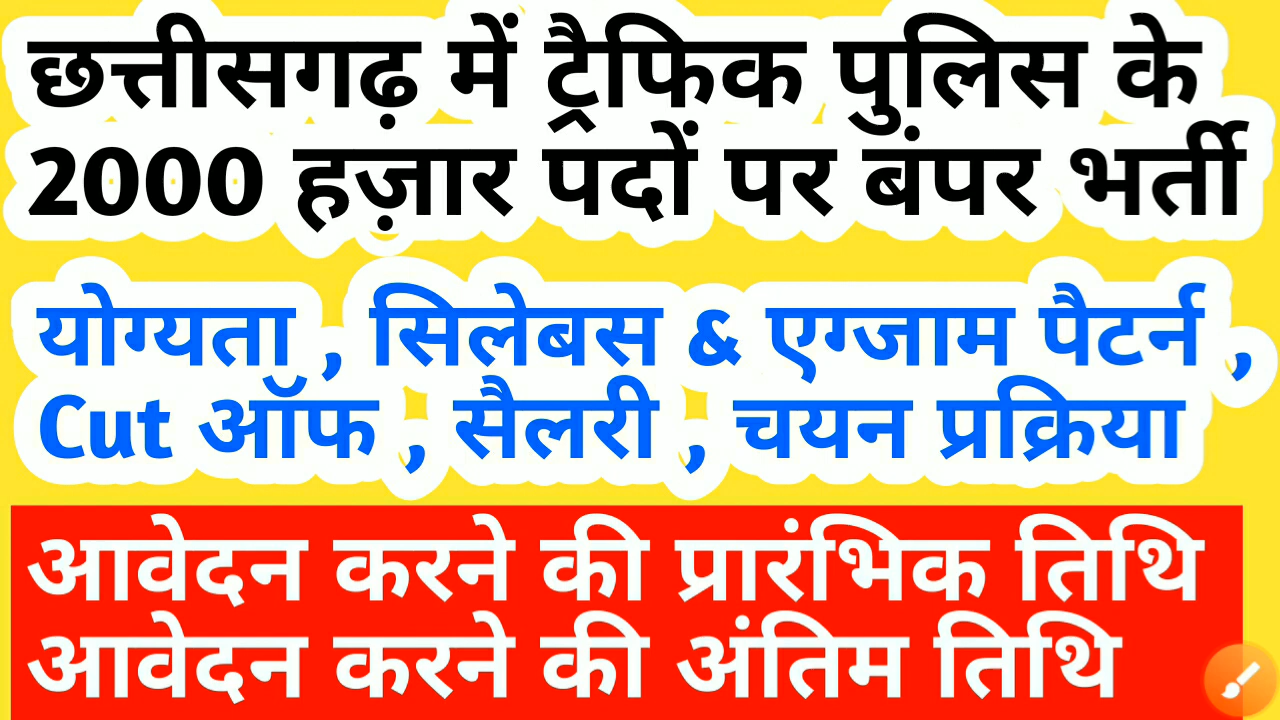 छत्तीसगढ़ में ट्रैफिक पुलिस के
2000 हज़ार पदों पर बंपर भर्ती
योग्यता , सिलेबस & एग्जाम पैटर्न ,
Cut ऑफ , सैलरी , चयन प्रक्रिया
आवेदन करने की प्रारंभिक तिथि
आवेदन करने की अंतिम तिथि